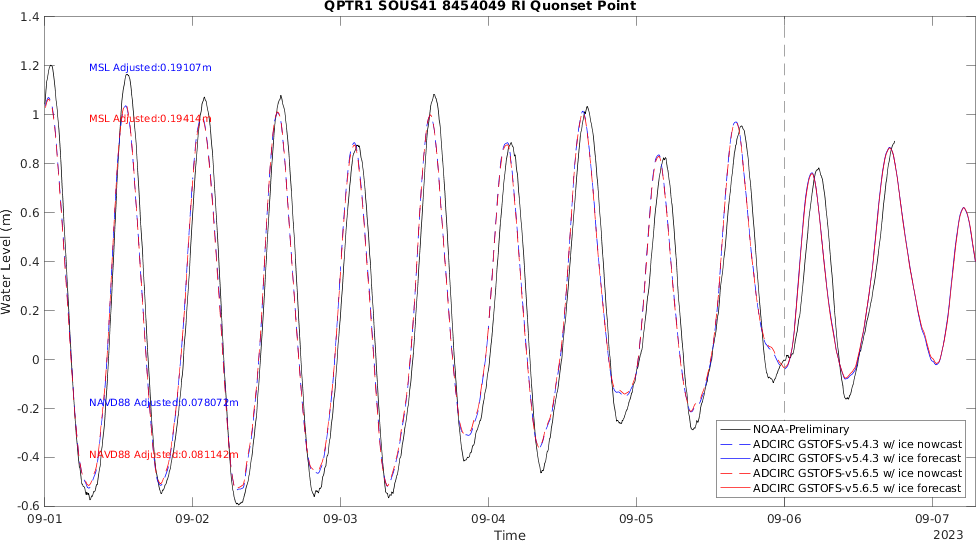 QPTR1 SOUS41 8454049 RI Quonset Point
1.4
1.2
1
0.8
0.6
0.4
0.2
0
-0.2
-0.4
-0.6
Water Level (m)
MSL Adjusted:0.19107m
MSL Adjusted:0.19414m
NAVD88 Adjusted:0.078072m
NAVD88 Adjusted:0.081142m
NOAA-Preliminary
ADCIRC GSTOFS-v5.4.3 w/ ice nowcast
ADCIRC GSTOFS-v5.4.3 w/ ice forecast
ADCIRC GSTOFS-v5.6.5 w/ ice nowcast
ADCIRC GSTOFS-v5.6.5 w/ ice forecast
09-01 09-02 09-03 09-04 09-05 09-06 09-07
Time
2023